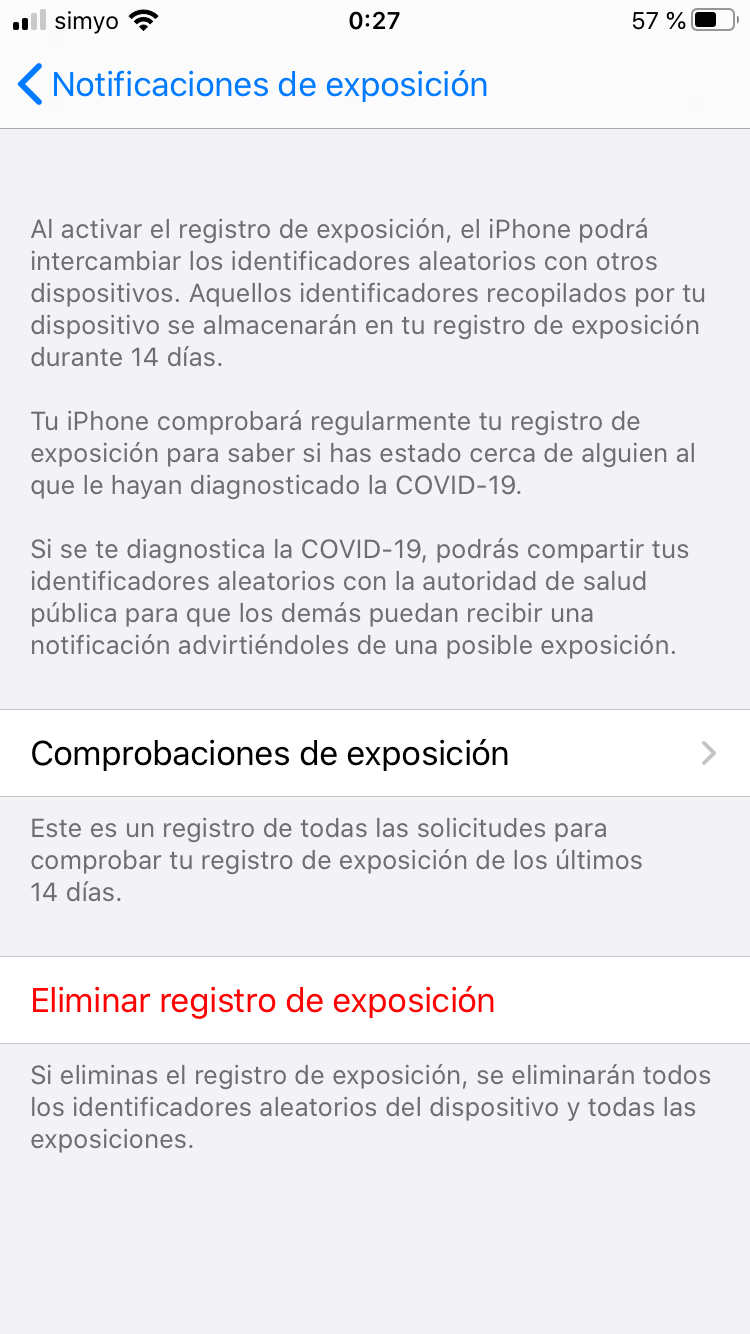 simyo 0:27 57 %
Notificaciones de exposición
Al activar el registro de exposición, el iPhone podrá
intercambiar los identificadores aleatorios con otros
dispositivos. Aquellos identificadores recopilados por tu
dispositivo se almacenarán en tu registro de exposición
durante 14 días.
Tu iPhone comprobará regularmente tu registro de
exposición para saber si has estado cerca de alguien al
que le hayan diagnosticado la COVID-19.
Si se te diagnostica la COVID-19, podrás compartir tus
identificadores aleatorios con la autoridad de salud
pública para que los demás puedan recibir una
notificación advirtiéndoles de una posible exposición.
Comprobaciones de exposición
Este es un registro de todas las solicitudes para
comprobar tu registro de exposición de los últimos
14 días.
Eliminar registro de exposición
Si eliminas el registro de exposición, se eliminarán todos
los identificadores aleatorios del dispositivo y todas las
exposiciones.